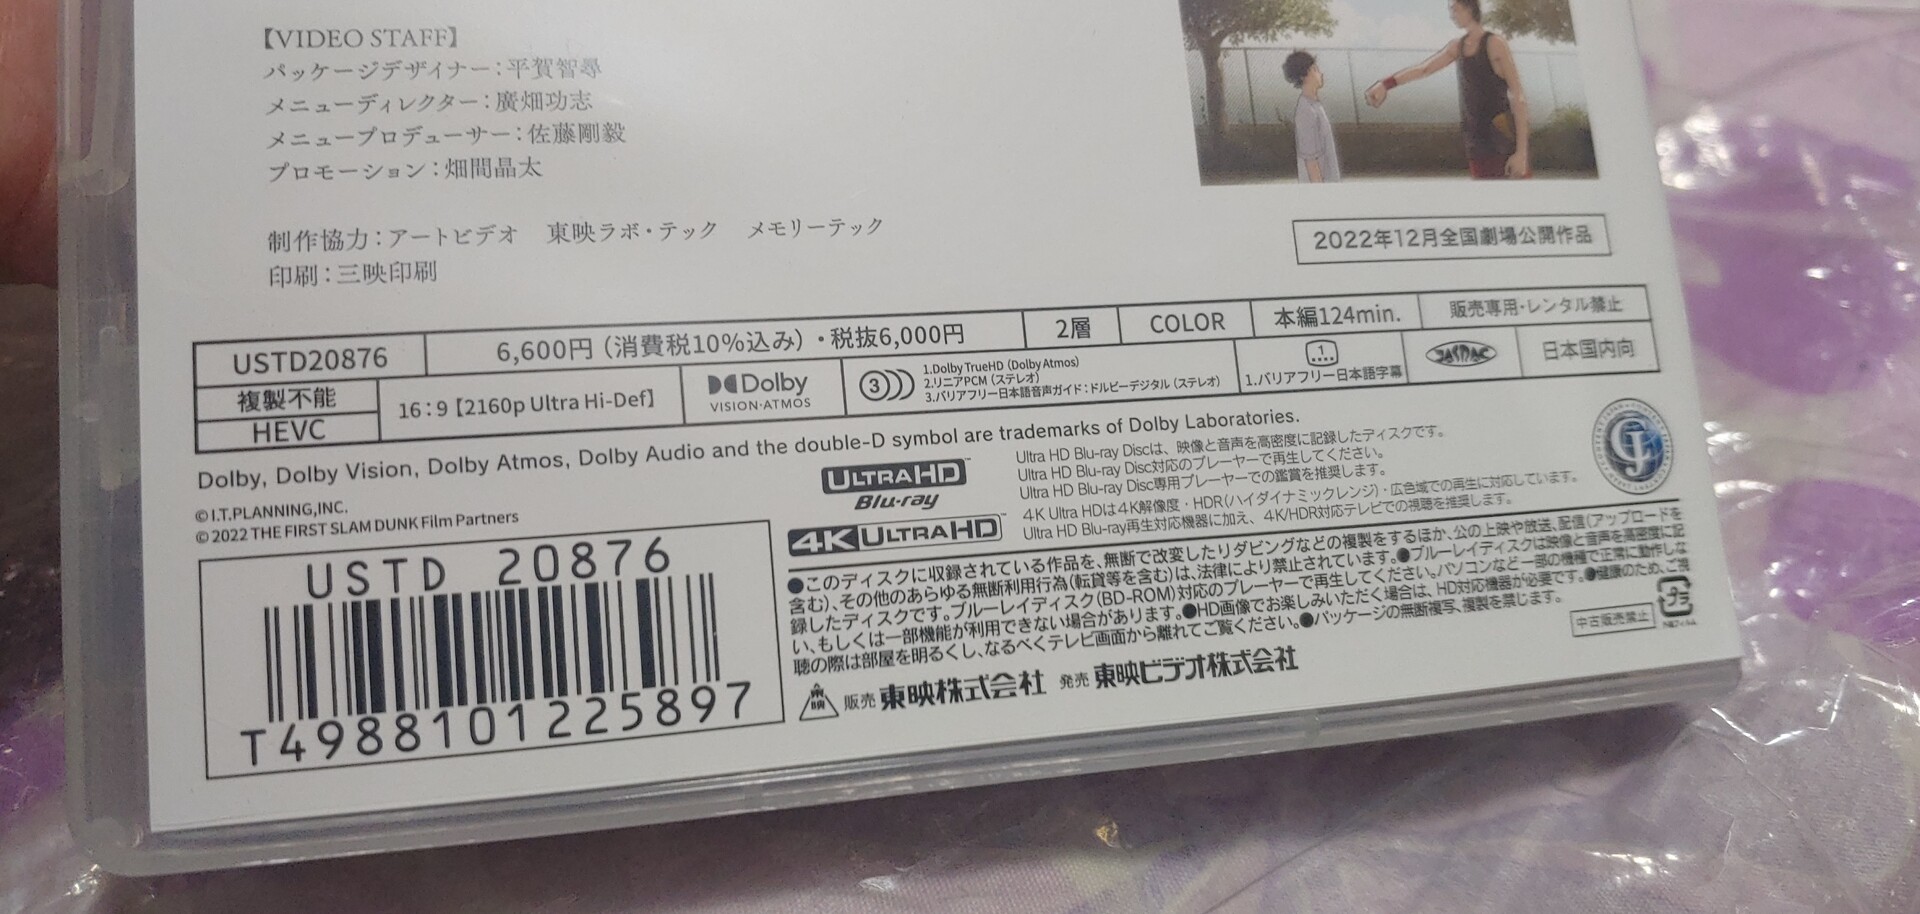 【VIDEO STAFF】
パッケージデザイナー：平賀智尋
メニューディレクター：廣畑功志
メニュープロデューサー：佐藤剛毅
プロモーション：畑間晶太
制作協力：アートビデオ　東映ラボ・テック　メモリーテック
印刷：三映印刷
2022年12月全国劇場公開作品
USTD20876
6,600円（消費税10％込み）・税抜6,000円
2層
COLOR
本編124min.
販売専用・レンタル禁止
複製不能
HEVC
16：9【2160p Ultra Hi-Def】
Dolby
VISION·ATMOS
3
1.Dolby TrueHD（Dolby Atmos）
2.リニアPCM（ステレオ）
3.バリアフリー日本語音声ガイド：ドルビーデジタル（ステレオ）
1
1.バリアフリー日本語字幕
JASRAC
日本国内向
Dolby, Dolby Vision, Dolby Atmos, Dolby Audio and the double-D symbol are trademarks of Dolby Laboratories.
©I.T.PLANNING,INC.
©2022 THE FIRST SLAM DUNK Film Partners
ULTRA HD
Blu-ray
4K ULTRA HD
Ultra HD Blu-ray Discは、映像と音声を高密度に記録したディスクです。
Ultra HD Blu-ray Disc対応のプレーヤーで再生してください。
Ultra HD Blu-ray Disc専用プレーヤーでの鑑賞を推奨します。
4K Ultra HDは4K解像度・HDR（ハイダイナミックレンジ）・広色域での再生に対応しています。
Ultra HD Blu-ray再生対応機器に加え、4K/HDR対応テレビでの視聴を推奨します。
USTD 20876
T4988101225897
●このディスクに収録されている作品を、無断で改変したりダビングなどの複製をするほか、公の上映や放送、配信（アップロードを
含む）、その他のあらゆる無断利用行為（転貸等を含む）は、法律により禁止されています。●ブルーレイディスクは映像と音声を高密度に記
録したディスクです。ブルーレイディスク（BD-ROM）対応のプレーヤーで再生してください。パソコンなど一部の機種で正常に動作しな
い、もしくは一部機能が利用できない場合があります。●HD画像でお楽しみいただく場合は、HD対応機器が必要です。●健康のため、ご視
聴の際は部屋を明るくし、なるべくテレビ画面から離れてご覧ください。●パッケージの無断複写、複製を禁じます。
中古販売禁止
プラ
東映
販売 東映株式会社 発売 東映ビデオ株式会社